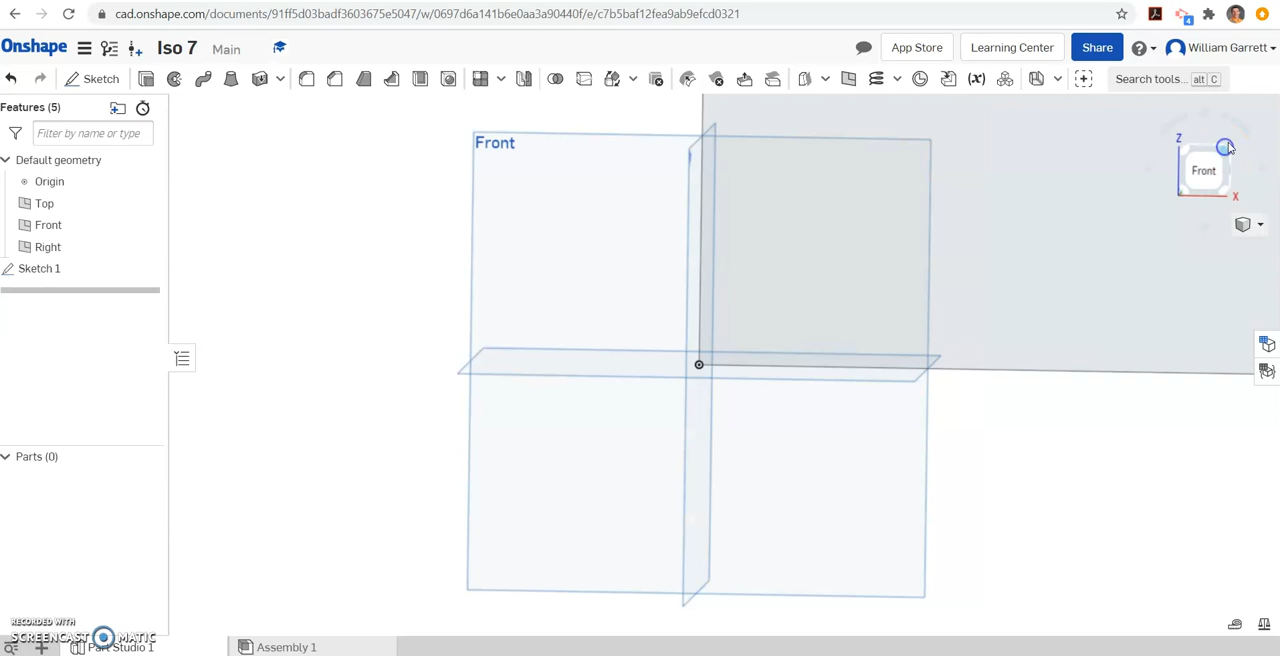 cad.onshape.com/documents/91ff5d03badf3603675e5047/w/0697d6a141b6e0aa3a90440f/e/c7b5baf12fea9ab9efcd0321
4
Onshape Iso 7 Main App Store Learning Center Share William Garrett
Sketch (x) Search tools... alt C
Features (5)
Filter by name or type
Default geometry
Origin
Top
Front
Right
Sketch 1
Parts (0)
Front
Z
Front
X
RECORDED WITH
SCREENCAST MATIC
Part Studio 1 Assembly 1